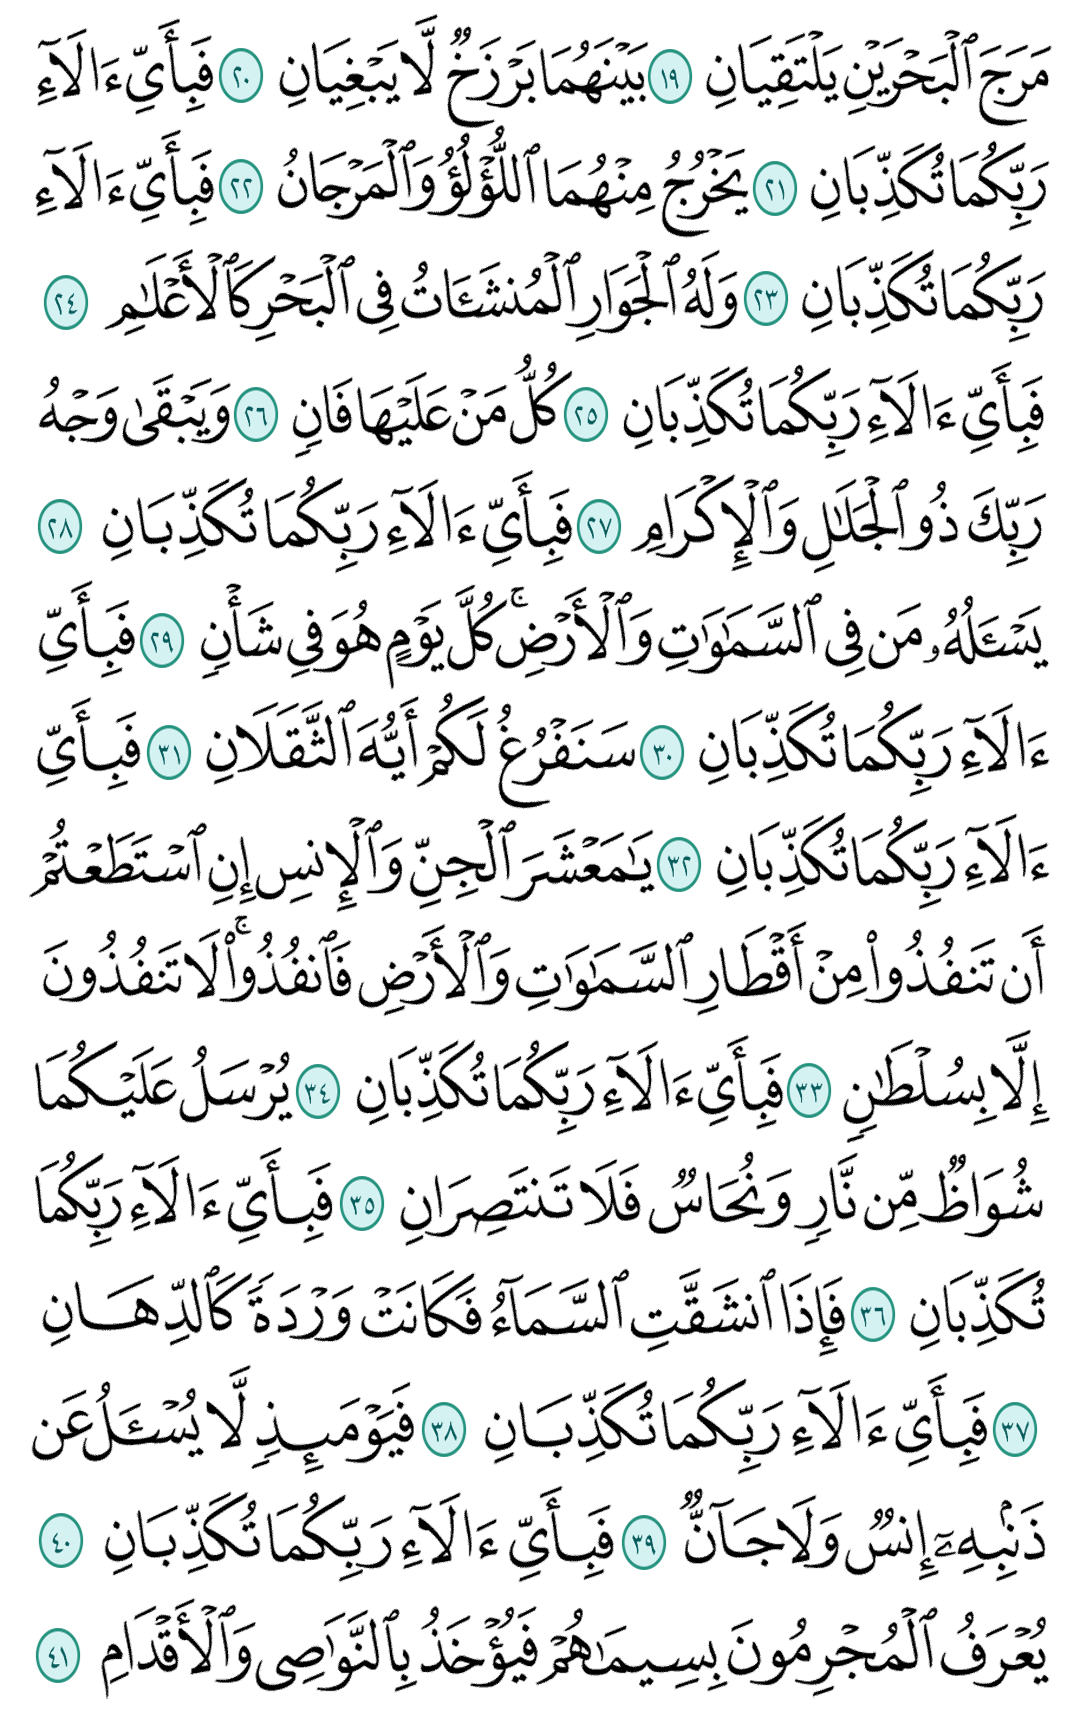 مَرَجَ ٱلْبَحْرَيْنِ يَلْتَقِيَانِ ١٩ بَيْنَهُمَا بَرْزَخٌ لَّا يَبْغِيَانِ ٢٠ فَبِأَىِّ ءَالَآءِ
رَبِّكُمَا تُكَذِّبَانِ ٢١ يَخْرُجُ مِنْهُمَا ٱللُّؤْلُؤُ وَٱلْمَرْجَانُ ٢٢ فَبِأَىِّ ءَالَآءِ
رَبِّكُمَا تُكَذِّبَانِ ٢٣ وَلَهُ ٱلْجَوَارِ ٱلْمُنشَـَٔاتُ فِى ٱلْبَحْرِ كَٱلْأَعْلَـٰمِ ٢٤
فَبِأَىِّ ءَالَآءِ رَبِّكُمَا تُكَذِّبَانِ ٢٥ كُلُّ مَنْ عَلَيْهَا فَانٍ ٢٦ وَيَبْقَىٰ وَجْهُ
رَبِّكَ ذُو ٱلْجَلَـٰلِ وَٱلْإِكْرَامِ ٢٧ فَبِأَىِّ ءَالَآءِ رَبِّكُمَا تُكَذِّبَانِ ٢٨
يَسْـَٔلُهُۥ مَن فِى ٱلسَّمَـٰوَٰتِ وَٱلْأَرْضِ ۚ كُلَّ يَوْمٍ هُوَ فِى شَأْنٍ ٢٩ فَبِأَىِّ
ءَالَآءِ رَبِّكُمَا تُكَذِّبَانِ ٣٠ سَنَفْرُغُ لَكُمْ أَيُّهَ ٱلثَّقَلَانِ ٣١ فَبِأَىِّ
ءَالَآءِ رَبِّكُمَا تُكَذِّبَانِ ٣٢ يَـٰمَعْشَرَ ٱلْجِنِّ وَٱلْإِنسِ إِنِ ٱسْتَطَعْتُمْ
أَن تَنفُذُوا۟ مِنْ أَقْطَارِ ٱلسَّمَـٰوَٰتِ وَٱلْأَرْضِ فَٱنفُذُوا۟ ۚ لَا تَنفُذُونَ
إِلَّا بِسُلْطَـٰنٍ ٣٣ فَبِأَىِّ ءَالَآءِ رَبِّكُمَا تُكَذِّبَانِ ٣٤ يُرْسَلُ عَلَيْكُمَا
شُوَاظٌ مِّن نَّارٍ وَنُحَاسٌ فَلَا تَنتَصِرَانِ ٣٥ فَبِأَىِّ ءَالَآءِ رَبِّكُمَا
تُكَذِّبَانِ ٣٦ فَإِذَا ٱنشَقَّتِ ٱلسَّمَآءُ فَكَانَتْ وَرْدَةً كَٱلدِّهَانِ
٣٧ فَبِأَىِّ ءَالَآءِ رَبِّكُمَا تُكَذِّبَانِ ٣٨ فَيَوْمَئِذٍ لَّا يُسْـَٔلُ عَن
ذَنۢبِهِۦٓ إِنسٌ وَلَا جَآنٌّ ٣٩ فَبِأَىِّ ءَالَآءِ رَبِّكُمَا تُكَذِّبَانِ ٤٠
يُعْرَفُ ٱلْمُجْرِمُونَ بِسِيمَـٰهُمْ فَيُؤْخَذُ بِٱلنَّوَٰصِى وَٱلْأَقْدَامِ ٤١